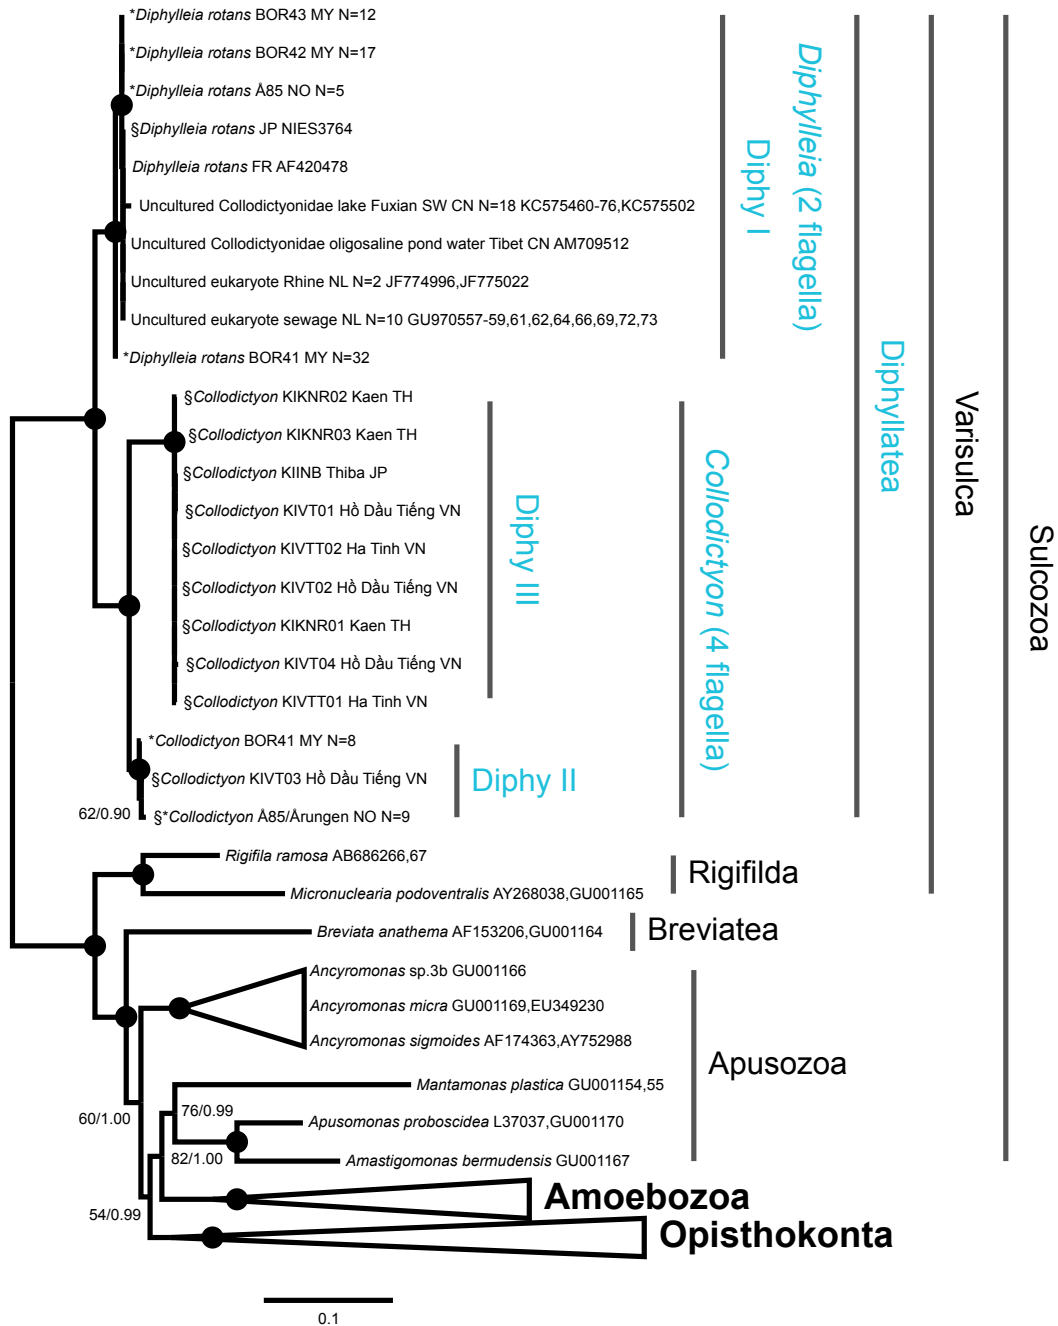 *Diphylleia rotans BOR43 MY N=12
*Diphylleia rotans BOR42 MY N=17
*Diphylleia rotans Å85 NO N=5
§Diphylleia rotans JP NIES3764
Diphylleia rotans FR AF420478
Uncultured Collodictyonidae lake Fuxian SW CN N=18 KC575460-76,KC575502
Uncultured Collodictyonidae oligosaline pond water Tibet CN AM709512
Uncultured eukaryote Rhine NL N=2 JF774996,JF775022
Uncultured eukaryote sewage NL N=10 GU970557-59,61,62,64,66,69,72,73
*Diphylleia rotans BOR41 MY N=32
§Collodictyon KIKNR02 Kaen TH
§Collodictyon KIKNR03 Kaen TH
§Collodictyon KIINB Thiba JP
§Collodictyon KIVT01 Hồ Dầu Tiếng VN
§Collodictyon KIVTT02 Ha Tinh VN
§Collodictyon KIVT02 Hồ Dầu Tiếng VN
§Collodictyon KIKNR01 Kaen TH
§Collodictyon KIVT04 Hồ Dầu Tiếng VN
§Collodictyon KIVTT01 Ha Tinh VN
*Collodictyon BOR41 MY N=8
§Collodictyon KIVT03 Hồ Dầu Tiếng VN
62/0.90
§*Collodictyon Å85/Årungen NO N=9
Rigifila ramosa AB686266,67
Micronuclearia podoventralis AY268038,GU001165
Breviata anathema AF153206,GU001164
Ancyromonas sp.3b GU001166
Ancyromonas micra GU001169,EU349230
Ancyromonas sigmoides AF174363,AY752988
Mantamonas plastica GU001154,55
60/1.00
76/0.99
Apusomonas proboscidea L37037,GU001170
82/1.00
Amastigomonas bermudensis GU001167
54/0.99
Amoebozoa
Opisthokonta
Diphy I
Diphylleia (2 flagella)
Diphy III
Collodictyon (4 flagella)
Diphy II
Diphyllatea
Varisulca
Sulcozoa
Rigifilda
Breviatea
Apusozoa
0.1